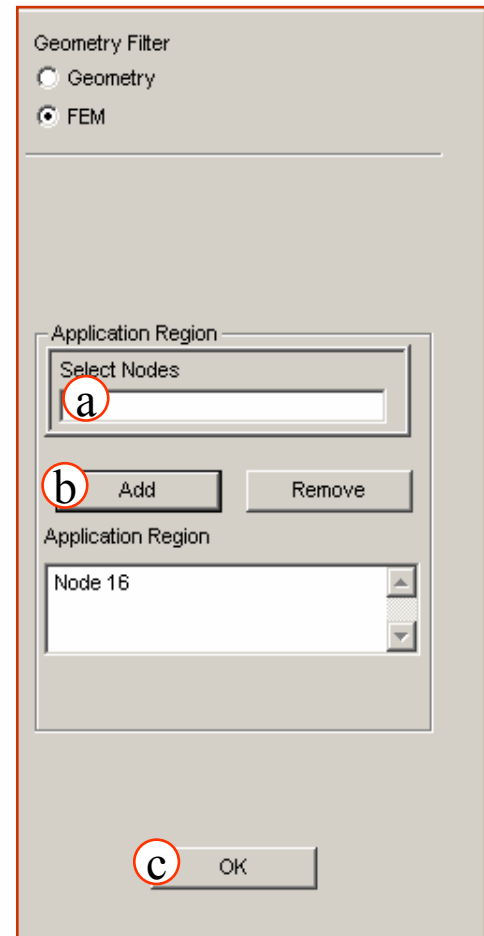 Geometry Filter
Geometry
FEM
Application Region
Select Nodes
a
b Add Remove
Application Region
Node 16
c OK